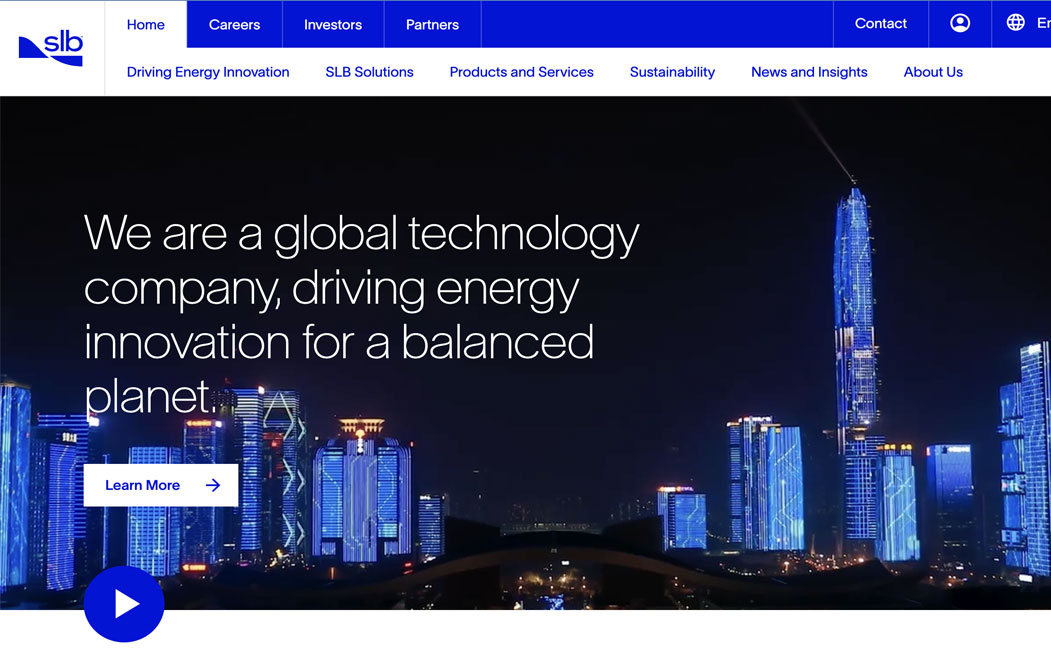 slb
Home
Careers
Investors
Partners
Contact
En
Driving Energy Innovation
SLB Solutions
Products and Services
Sustainability
News and Insights
About Us
We are a global technology
company, driving energy
innovation for a balanced
planet.
Learn More